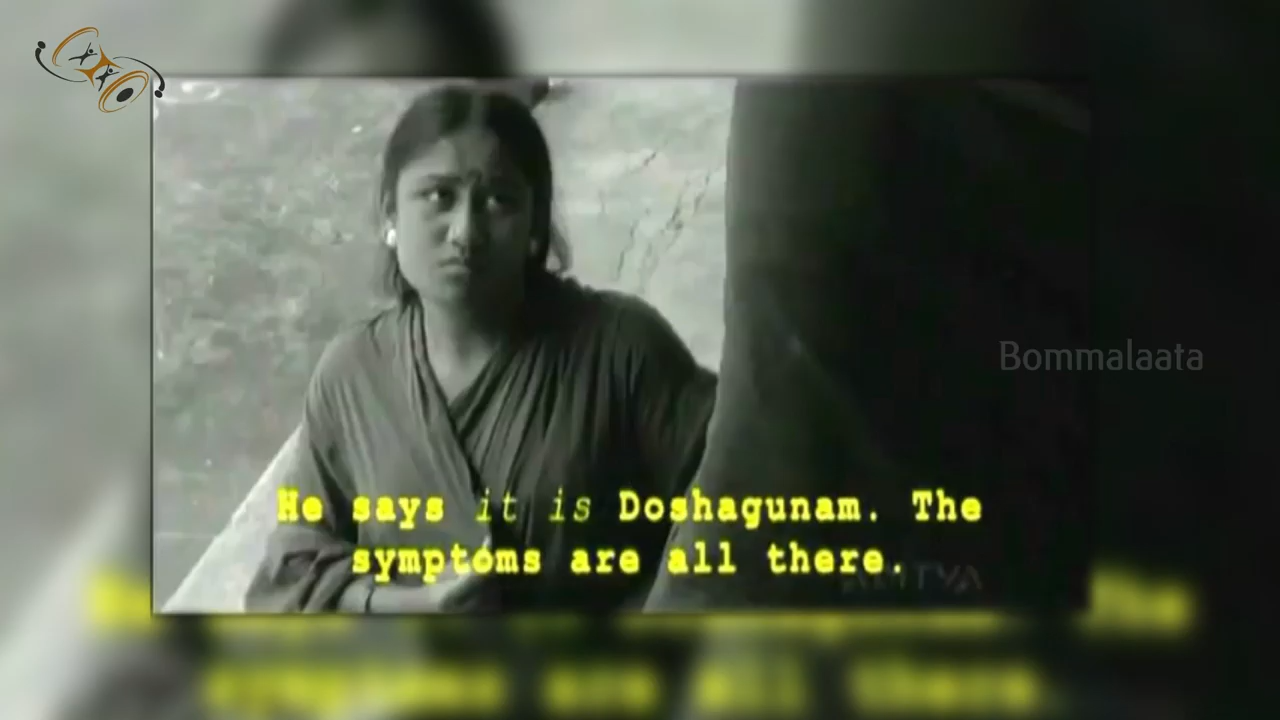 Bommalaata
He says it is Doshagunam. The
symptoms are all there.